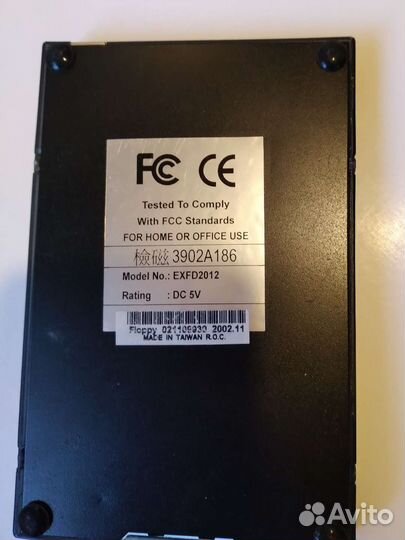 FC CE
Tested To Comply
With FCC Standards
FOR HOME OR OFFICE USE
檢磁 3902A186
Model No.: EXFD2012
Rating : DC 5V
Floppy 021109930 2002.11
MADE IN TAIWAN R.O.C.
Avito